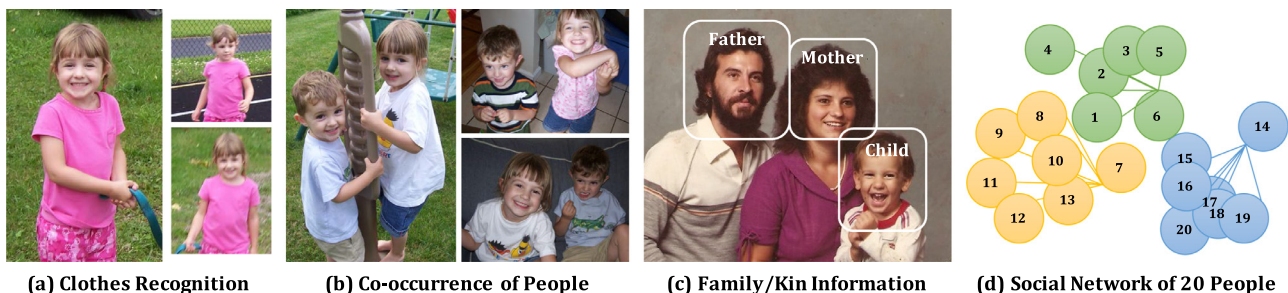 Father
Mother
Child
4
3
5
2
1
6
9
8
10
7
11
13
12
14
15
16
17
18
19
20
(a) Clothes Recognition
(b) Co-occurrence of People
(c) Family/Kin Information
(d) Social Network of 20 People